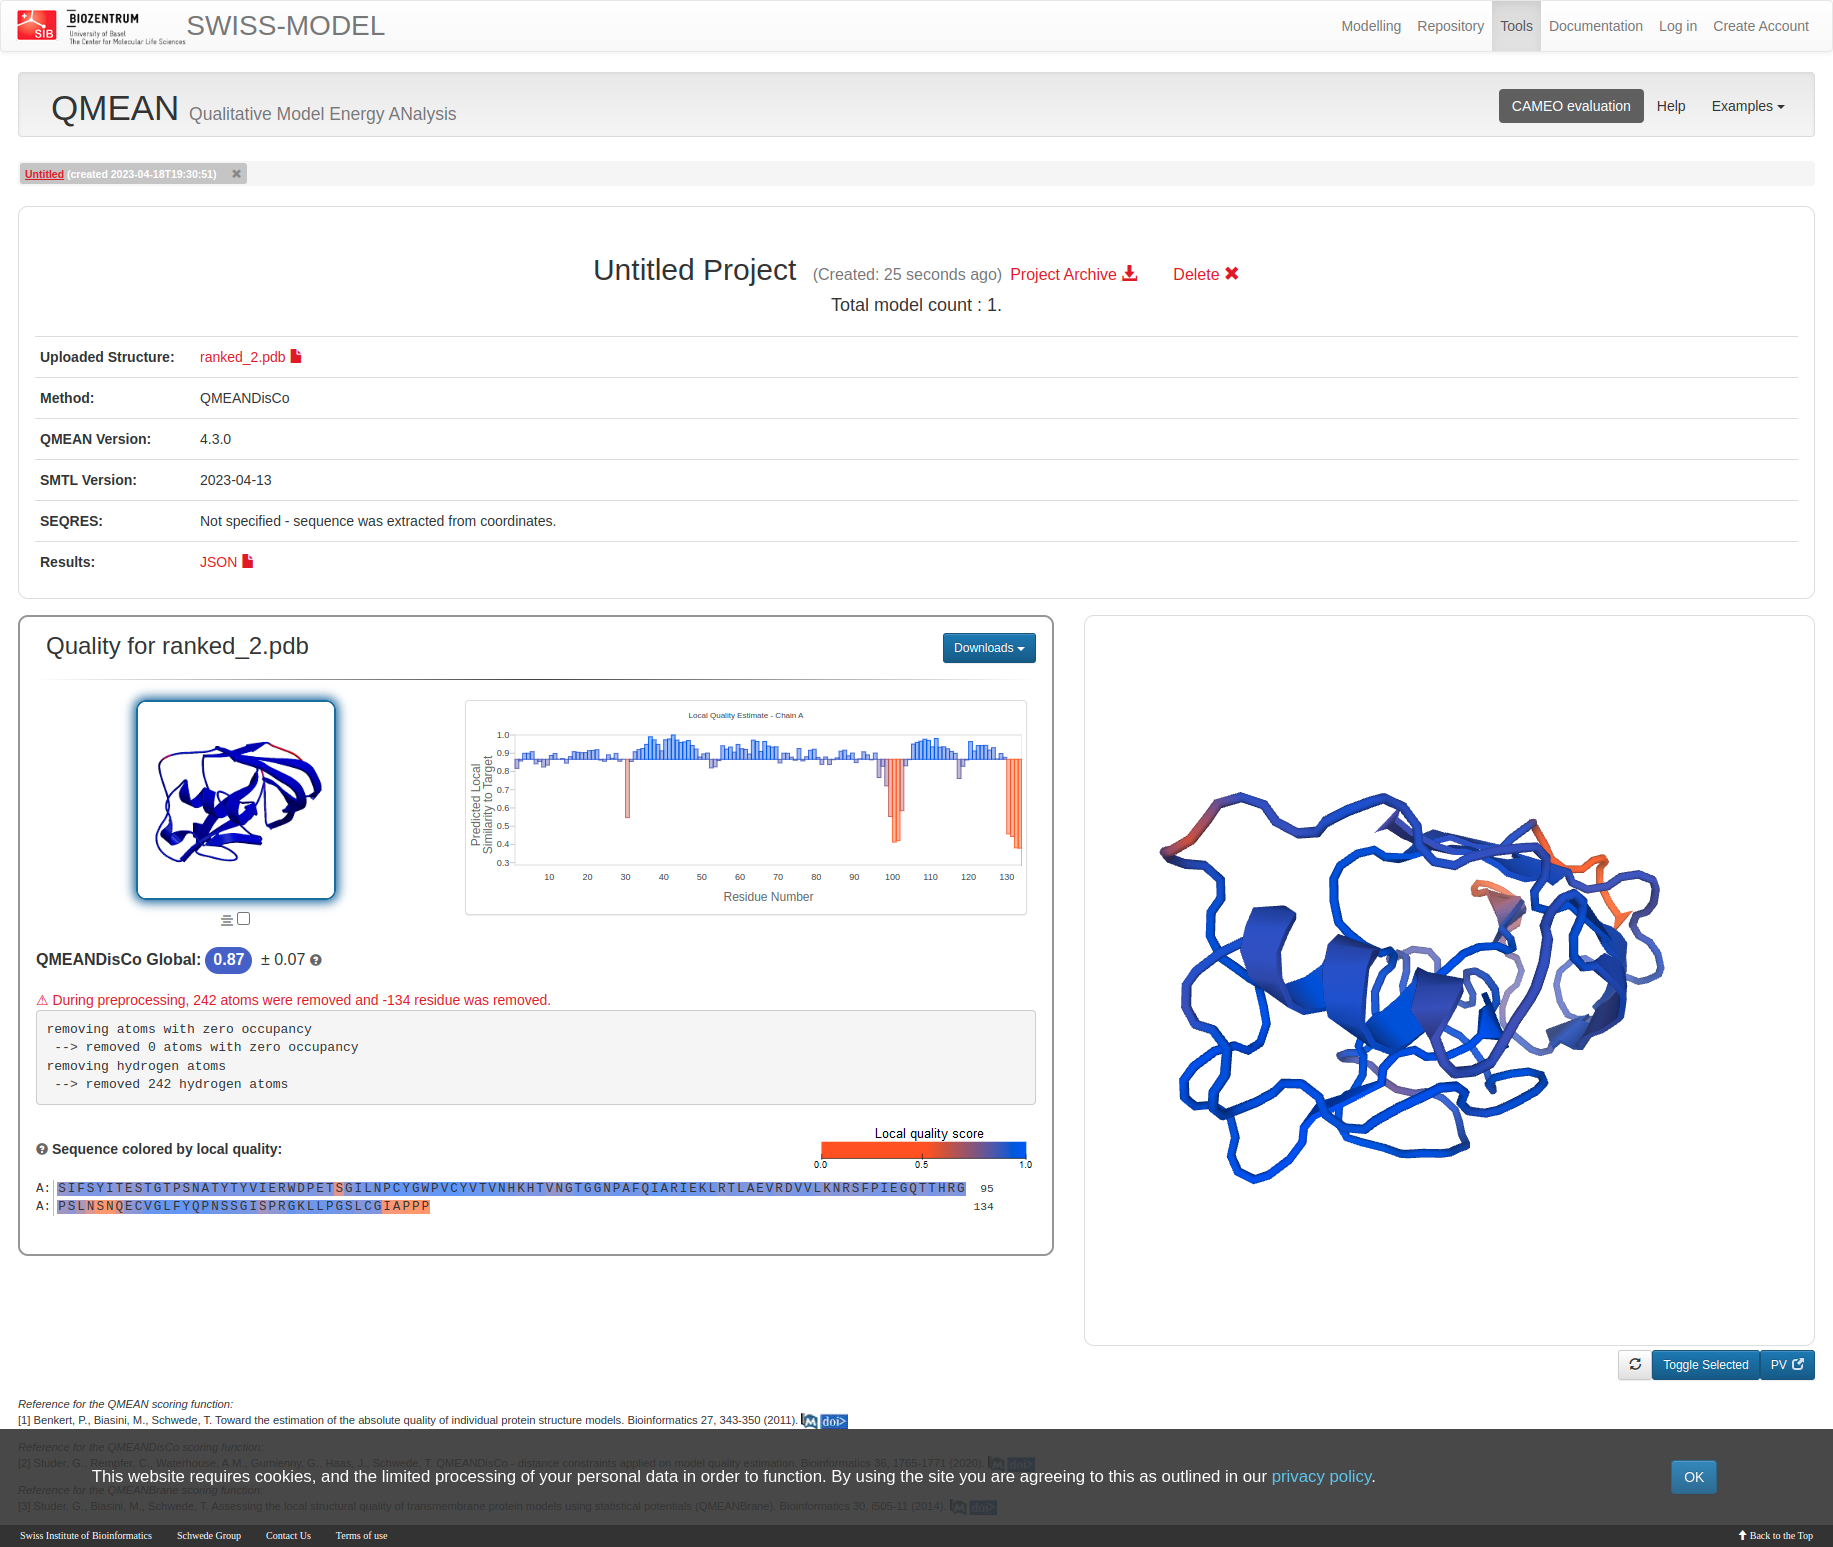 SIB
BIOZENTRUM
University of Basel
The Center for Molecular Life Sciences
SWISS-MODEL
Modelling Repository Tools Documentation Log in Create Account
QMEAN Qualitative Model Energy ANalysis
CAMEO evaluation Help Examples
Untitled (created 2023-04-18T19:30:51) ✖
Untitled Project (Created: 25 seconds ago) Project Archive Delete ✖
Total model count : 1.
Uploaded Structure: ranked_2.pdb
Method: QMEANDisCo
QMEAN Version: 4.3.0
SMTL Version: 2023-04-13
SEQRES: Not specified - sequence was extracted from coordinates.
Results: JSON
Quality for ranked_2.pdb
Downloads
Local Quality Estimate - Chain A
Predicted Local
Similarity to Target
1.0
0.9
0.8
0.7
0.6
0.5
0.4
0.3
10 20 30 40 50 60 70 80 90 100 110 120 130
Residue Number
QMEANDisCo Global: 0.87 ± 0.07
⚠ During preprocessing, 242 atoms were removed and -134 residue was removed.
removing atoms with zero occupancy
--> removed 0 atoms with zero occupancy
removing hydrogen atoms
--> removed 242 hydrogen atoms
Sequence colored by local quality:
Local quality score
0.0 0.5 1.0
A: SIFSYITESTGTPSNATYTYVIERWDPETSGILNPCYGWPVCYVTVNHKHTVNGTGGNPAFQIARIEKLRTLAEVRDVVLKNRSFPIEGQTTHRG 95
A: PSLNSNQECVGLFYQPNSSGISPRGKLLPGSLCGIAPPP 134
Toggle Selected PV
Reference for the QMEAN scoring function:
[1] Benkert, P., Biasini, M., Schwede, T. Toward the estimation of the absolute quality of individual protein structure models. Bioinformatics 27, 343-350 (2011). M doi>
Reference for the QMEANDisCo scoring function:
[2] Studer, G., Rempfer, C., Waterhouse, A.M., Gumienny, G., Haas, J., Schwede, T. QMEANDisCo - distance constraints applied on model quality estimation. Bioinformatics 36, 1765-1771 (2020). M doi>
This website requires cookies, and the limited processing of your personal data in order to function. By using the site you are agreeing to this as outlined in our privacy policy.
OK
Reference for the QMEANBrane scoring function:
[3] Studer, G., Biasini, M., Schwede, T. Assessing the local structural quality of transmembrane protein models using statistical potentials (QMEANBrane). Bioinformatics 30, i505-11 (2014). M doi>
Swiss Institute of Bioinformatics Schwede Group Contact Us Terms of use
Back to the Top